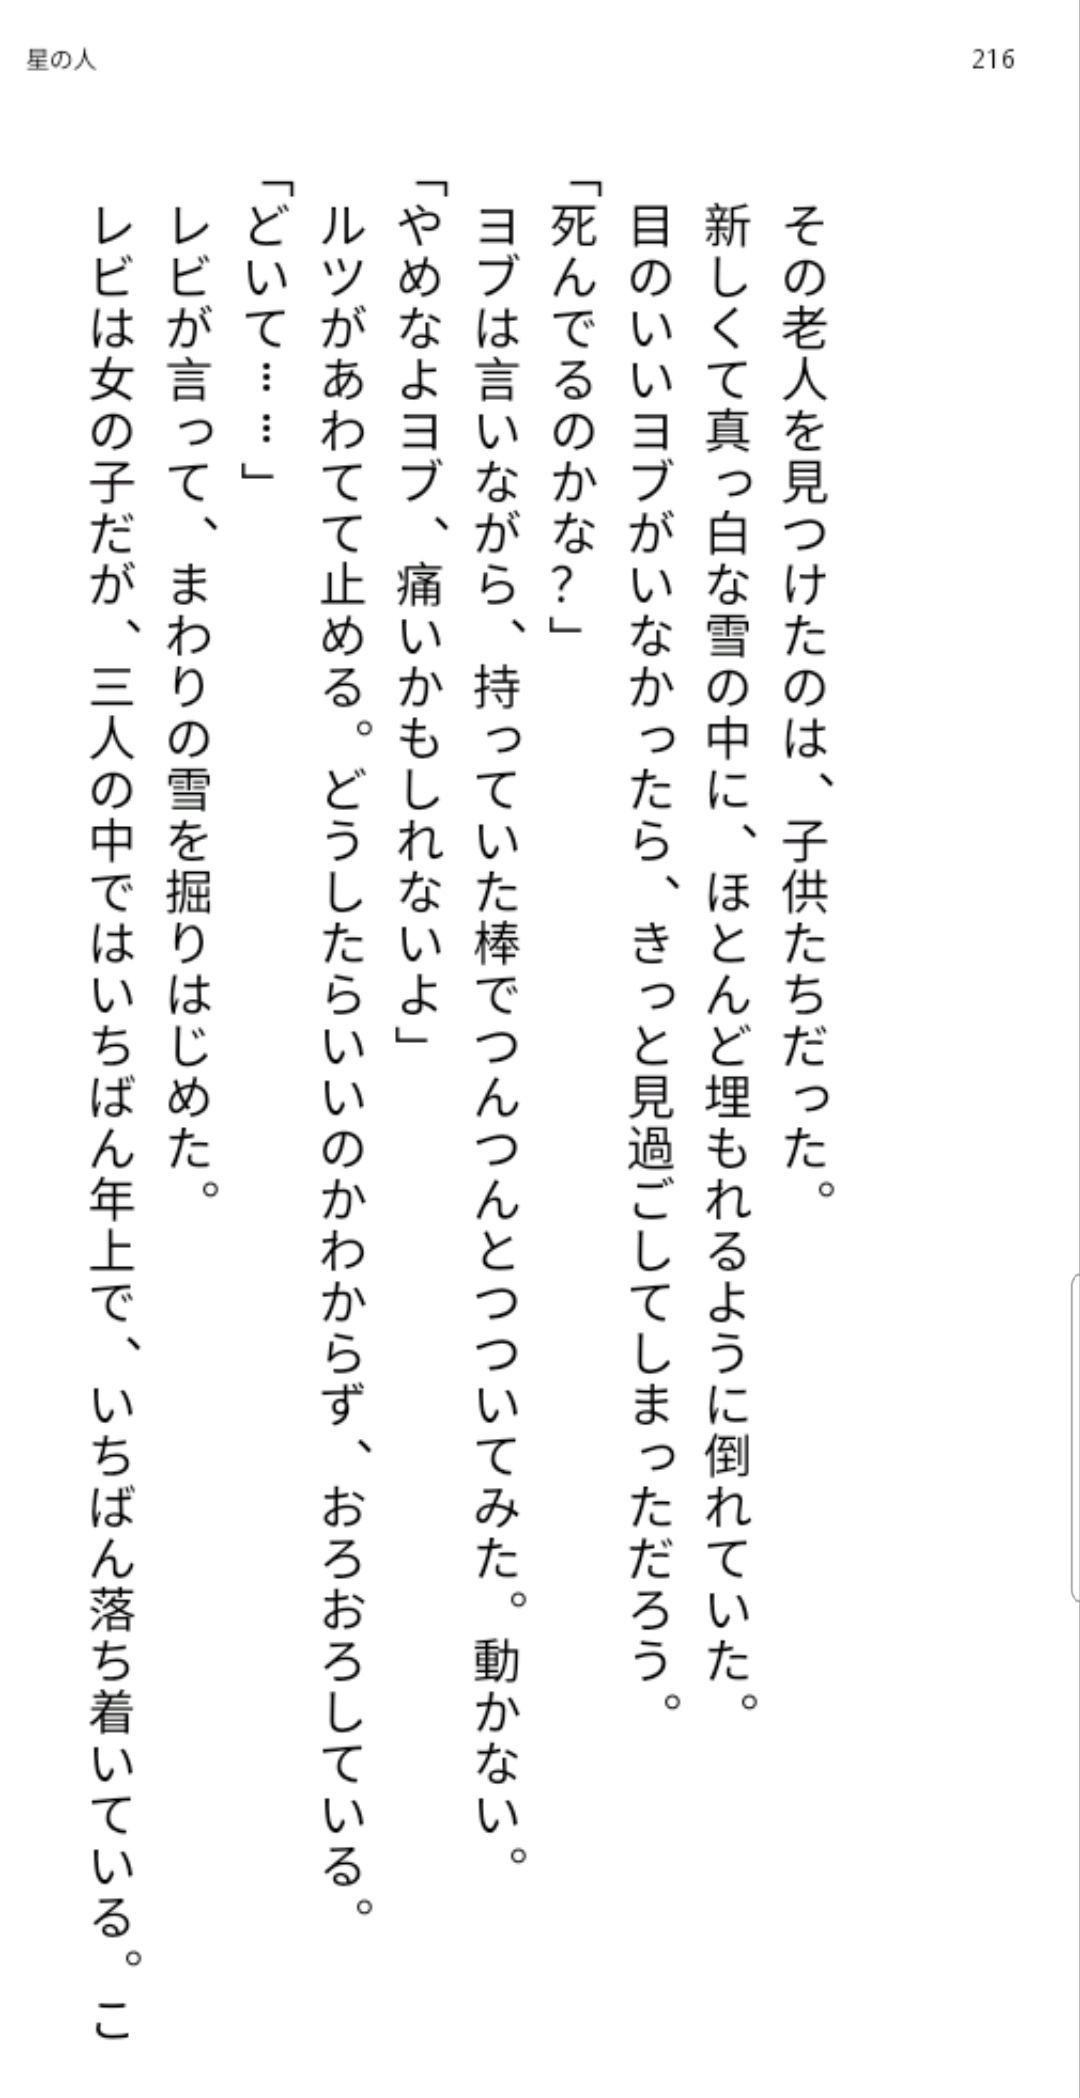 星の人
216
その老人を見つけたのは、子供たちだった。
新しくて真っ白な雪の中に、ほとんど埋もれるように倒れていた。
目のいいヨブがいなかったら、きっと見過ごしてしまっただろう。
「死んでるのかな？」
ヨブは言いながら、持っていた棒でつんつんとつついてみた。動かない。
「やめなよヨブ、痛いかもしれないよ」
ルツがあわてて止める。どうしたらいいのかわからず、おろおろしている。
「どいて……」
レビが言って、まわりの雪を掘りはじめた。
レビは女の子だが、三人の中ではいちばん年上で、いちばん落ち着いている。こ